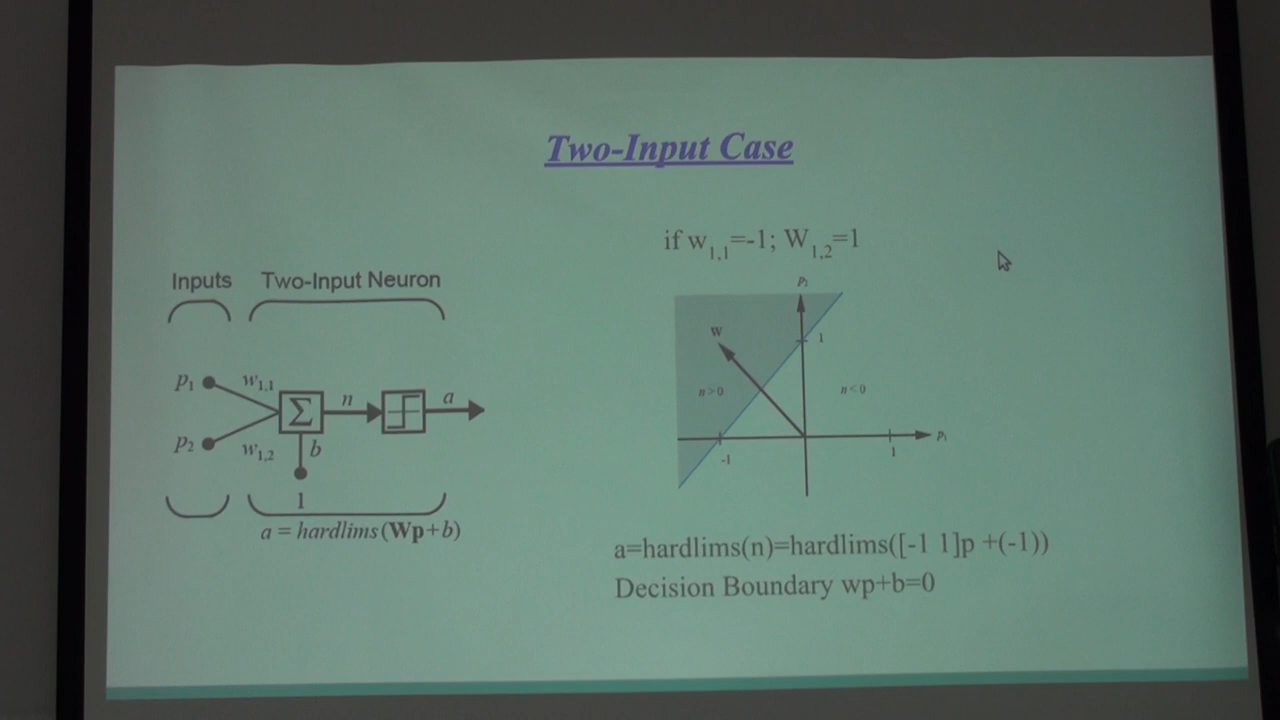 Two-Input Case
if w1,1=-1; W1,2=1
Inputs
Two-Input Neuron
p1
w1,1
p2
w1,2
Σ
n
a
b
1
a = hardlims(Wp+b)
P2
W
1
n>0
n<0
-1
1
P1
a=hardlims(n)=hardlims([-1 1]p +(-1))
Decision Boundary wp+b=0